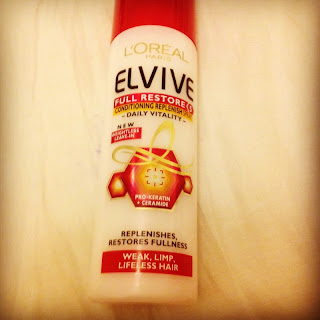 L'ORÉAL
PARIS
ELVIVE
FULL RESTORE 5
CONDITIONING REPLENISHING
- DAILY VITALITY -
NEW
WEIGHTLESS
LEAVE-IN
PRO-KERATIN
+ CERAMIDE
REPLENISHES,
RESTORES FULLNESS
WEAK, LIMP,
LIFELESS HAIR